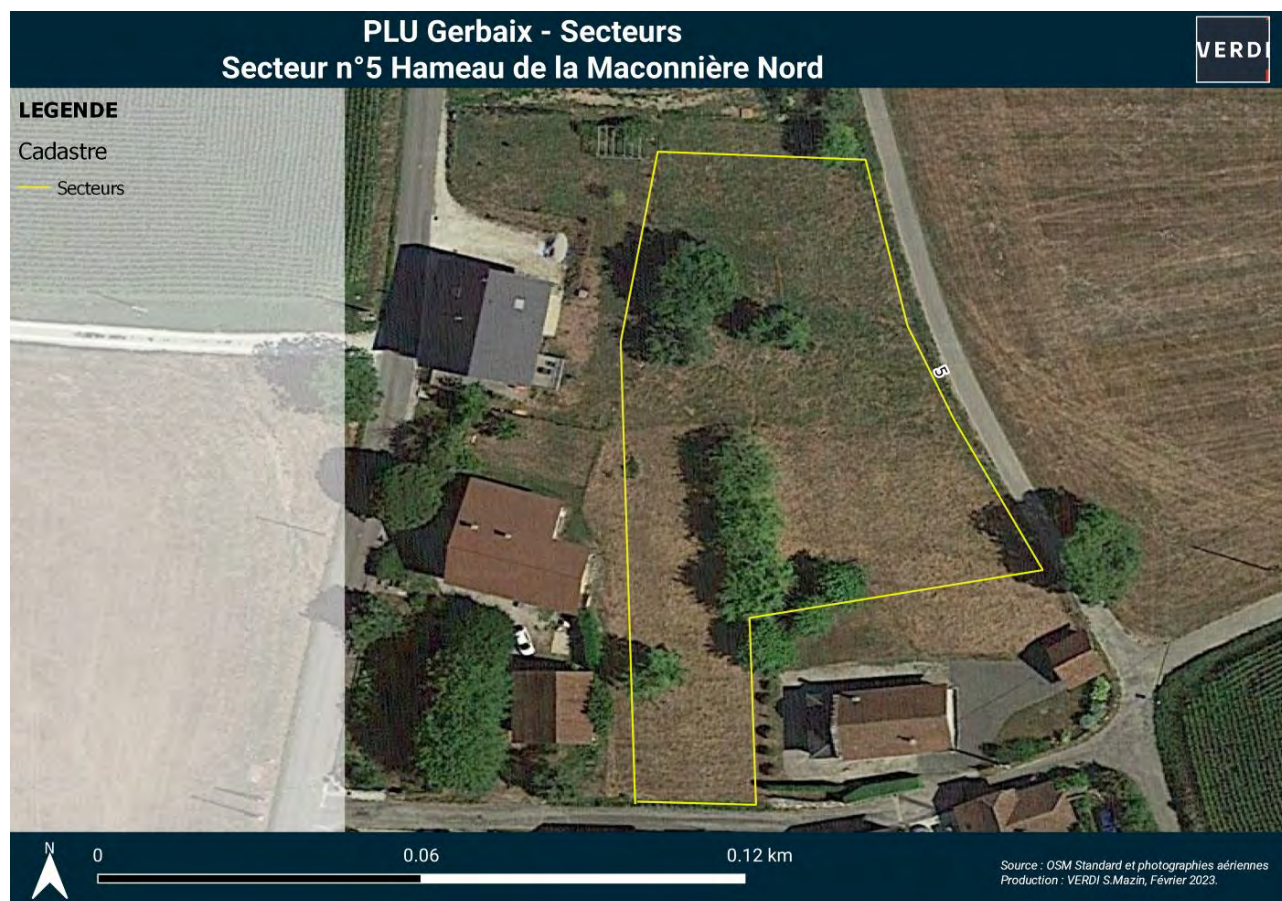 PLU Gerbaix - Secteurs
Secteur n°5 Hameau de la Maconnière Nord
VERDI
LEGENDE
Cadastre
Secteurs
5
N
0 0.06 0.12 km
Source : OSM Standard et photographies aériennes
Production : VERDI S.Mazin, Février 2023.